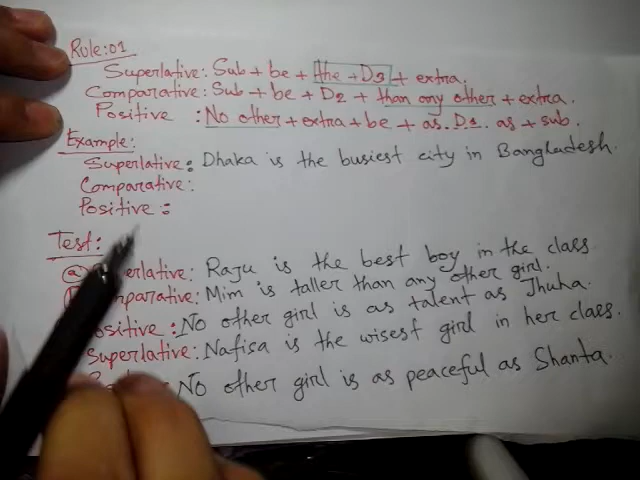 Rule:01
Superlative: Sub + be + the + D3 + extra.
Comparative: Sub + be + D2 + than any other + extra.
Positive : No other + extra + be + as D1 as + sub.
Example:
Superlative: Dhaka is the busiest city in Bangladesh.
Comparative:
Positive :
Test:
a erlative: Raju is the best boy in the class
mparative: Mim is taller than any other girl.
ositive : No other girl is as talent as Jhuha.
Superlative: Nafisa is the wisest girl in her class.
No other girl is as peaceful as Shanta.